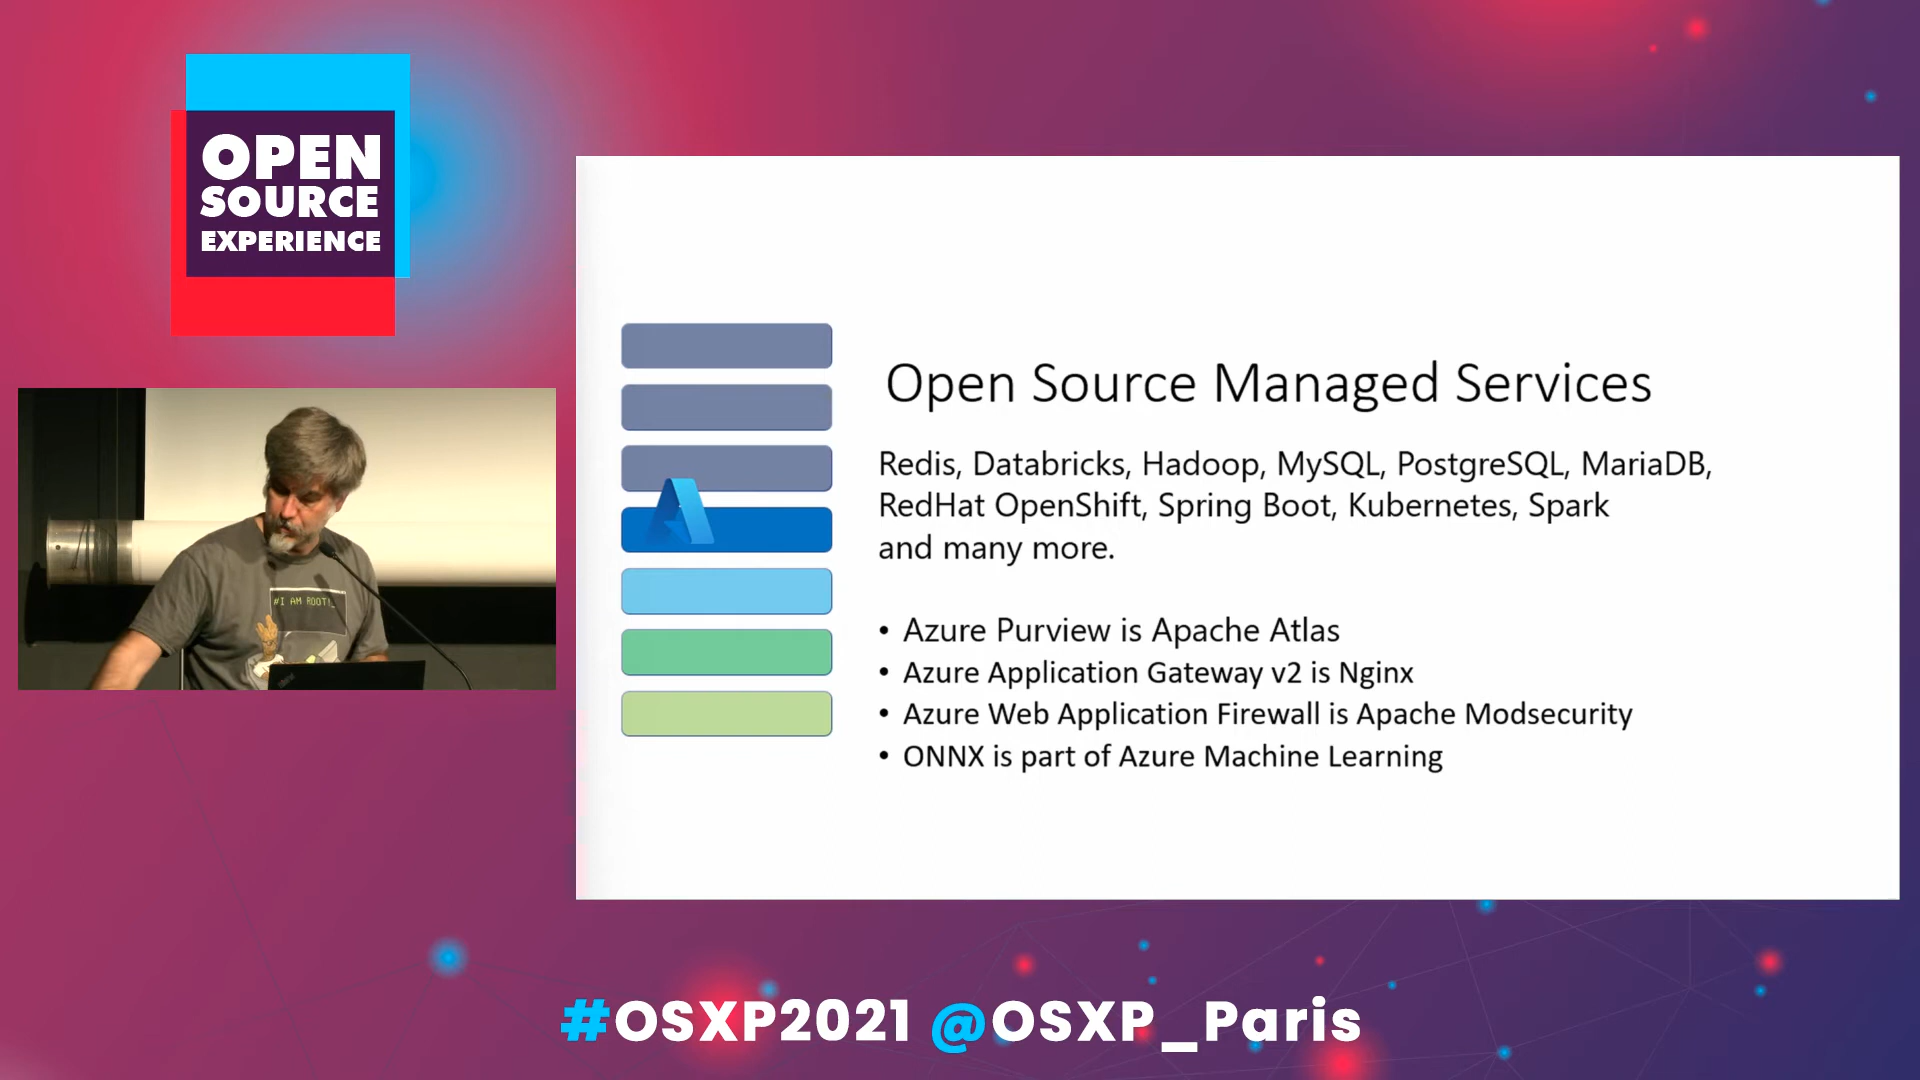 OPEN
SOURCE
EXPERIENCE
#I AM ROOT!
Open Source Managed Services
Redis, Databricks, Hadoop, MySQL, PostgreSQL, MariaDB,
RedHat OpenShift, Spring Boot, Kubernetes, Spark
and many more.
• Azure Purview is Apache Atlas
• Azure Application Gateway v2 is Nginx
• Azure Web Application Firewall is Apache Modsecurity
• ONNX is part of Azure Machine Learning
#OSXP2021 @OSXP_Paris